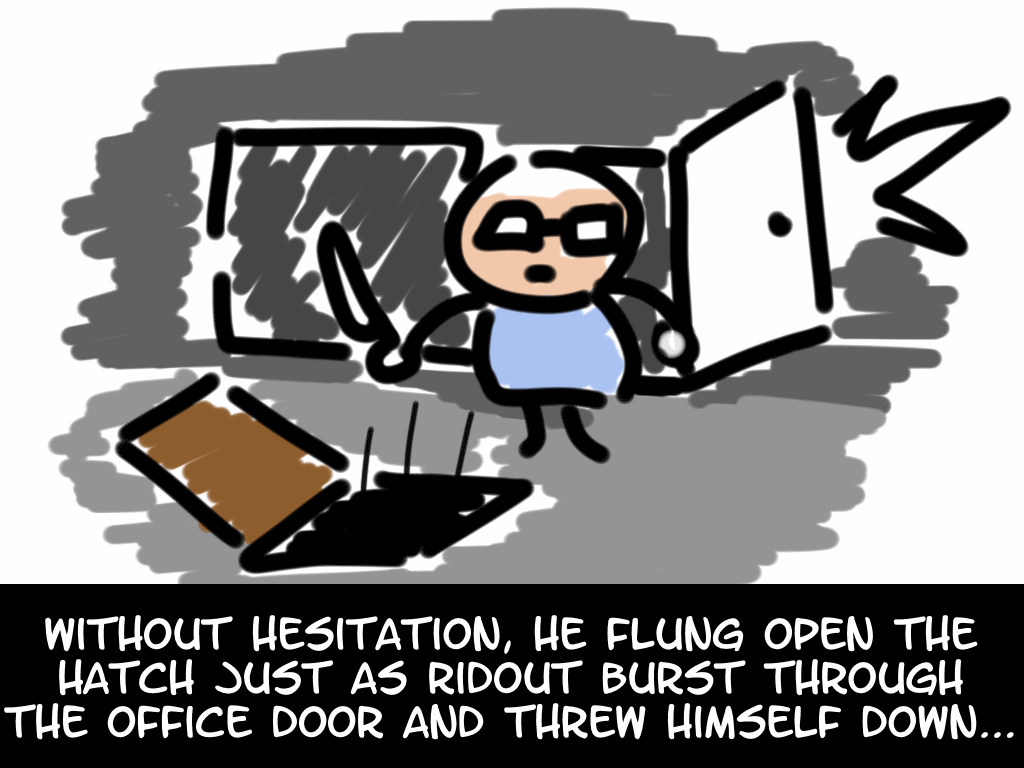 WITHOUT HESITATION, HE FLUNG OPEN THE
HATCH JUST AS RIDOUT BURST THROUGH
THE OFFICE DOOR AND THREW HIMSELF DOWN...